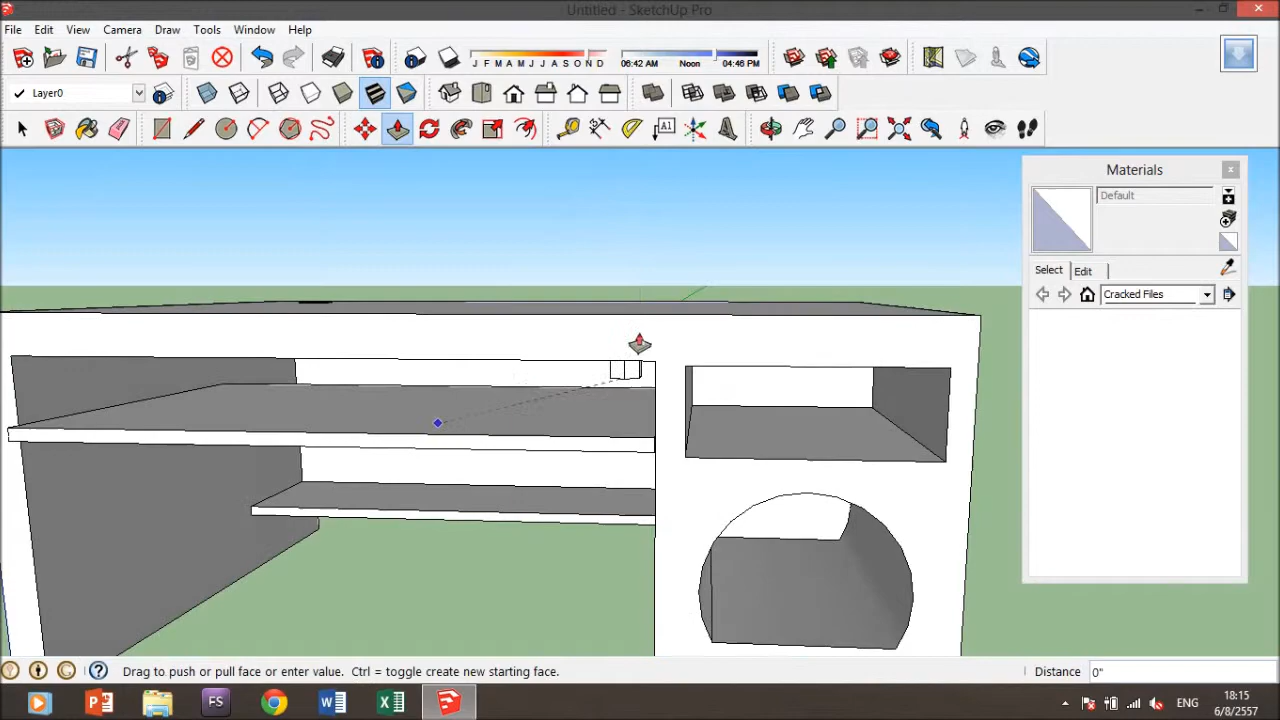 Untitled - SketchUp Pro
File Edit View Camera Draw Tools Window Help
J F M A M J J A S O N D
06:42 AM Noon 04:46 PM
Layer0
A1
Materials
Default
Select Edit
Cracked Files
Drag to push or pull face or enter value. Ctrl = toggle create new starting face.
Distance 0"
FS
ENG
18:15
6/8/2557